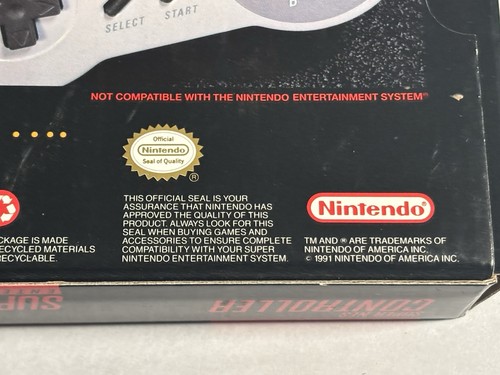 SELECT START
D
NOT COMPATIBLE WITH THE NINTENDO ENTERTAINMENT SYSTEM®
Official
Nintendo
Seal of Quality
®
THIS OFFICIAL SEAL IS YOUR
ASSURANCE THAT NINTENDO HAS
APPROVED THE QUALITY OF THIS
PRODUCT. ALWAYS LOOK FOR THIS
SEAL WHEN BUYING GAMES AND
ACCESSORIES TO ENSURE COMPLETE
COMPATIBILITY WITH YOUR SUPER
NINTENDO ENTERTAINMENT SYSTEM.
Nintendo®
TM AND ® ARE TRADEMARKS OF
NINTENDO OF AMERICA INC.
© 1991 NINTENDO OF AMERICA INC.
CKAGE IS MADE
ECYCLED MATERIALS
RECYCLABLE.
SUP
CONTROLLER